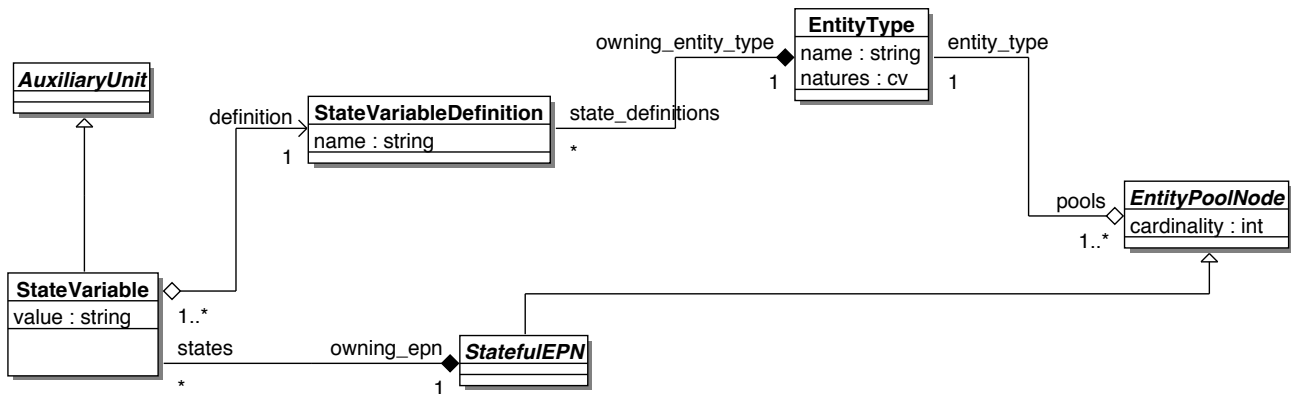 EntityType
name : string
natures : cv
owning_entity_type
1
entity_type
1
AuxiliaryUnit
StateVariableDefinition
name : string
definition
1
state_definitions
*
EntityPoolNode
cardinality : int
pools
1..*
StateVariable
value : string
1..*
states
*
owning_epn
1
StatefulEPN